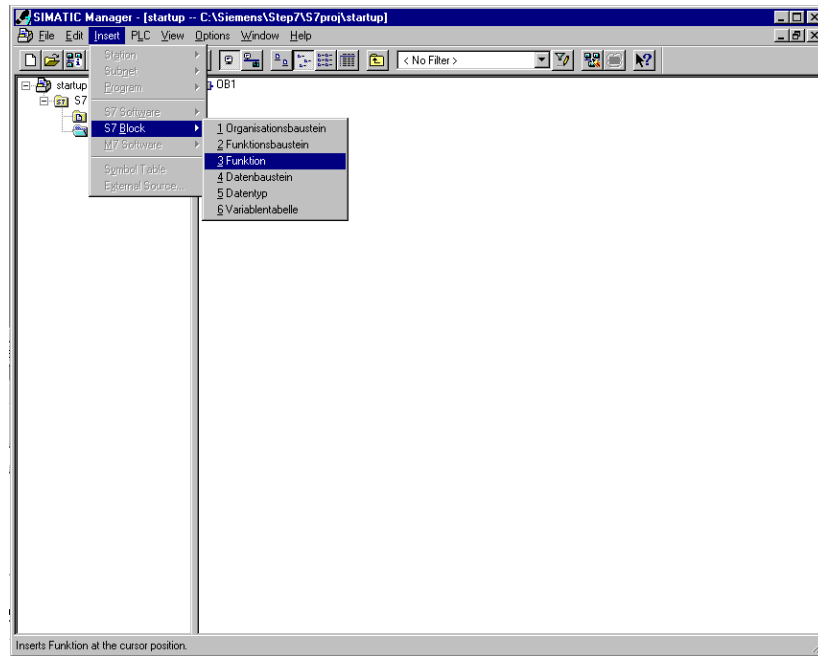 SIMATIC Manager - [startup -- C:\Siemens\Step7\S7proj\startup]
File Edit Insert PLC View Options Window Help
< No Filter >
Station
Subnet
Program
S7 Software
S7 Block
M7 Software
Symbol Table
External Source...
startup
S7
OB1
1 Organisationsbaustein
2 Funktionsbaustein
3 Funktion
4 Datenbaustein
5 Datentyp
6 Variablentabelle
Inserts Funktion at the cursor position.